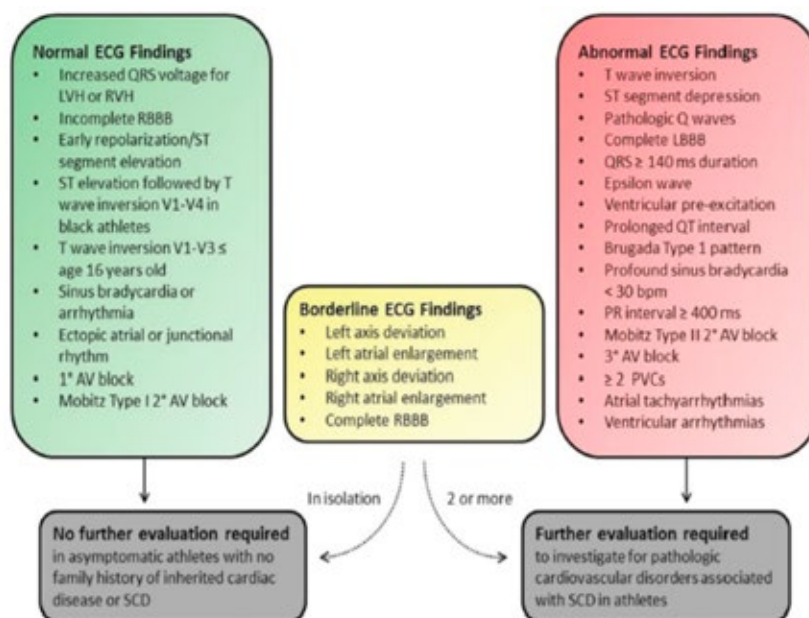 Normal ECG Findings
• Increased QRS voltage for
LVH or RVH
• Incomplete RBBB
• Early repolarization/ST
segment elevation
• ST elevation followed by T
wave inversion V1-V4 in
black athletes
• T wave inversion V1-V3 ≤
age 16 years old
• Sinus bradycardia or
arrhythmia
• Ectopic atrial or junctional
rhythm
• 1° AV block
• Mobitz Type I 2° AV block
Borderline ECG Findings
• Left axis deviation
• Left atrial enlargement
• Right axis deviation
• Right atrial enlargement
• Complete RBBB
Abnormal ECG Findings
• T wave inversion
• ST segment depression
• Pathologic Q waves
• Complete LBBB
• QRS ≥ 140 ms duration
• Epsilon wave
• Ventricular pre-excitation
• Prolonged QT interval
• Brugada Type 1 pattern
• Profound sinus bradycardia
< 30 bpm
• PR interval ≥ 400 ms
• Mobitz Type II 2° AV block
• 3° AV block
• ≥ 2 PVCs
• Atrial tachyarrhythmias
• Ventricular arrhythmias
In isolation
2 or more
No further evaluation required
in asymptomatic athletes with no
family history of inherited cardiac
disease or SCD
Further evaluation required
to investigate for pathologic
cardiovascular disorders associated
with SCD in athletes